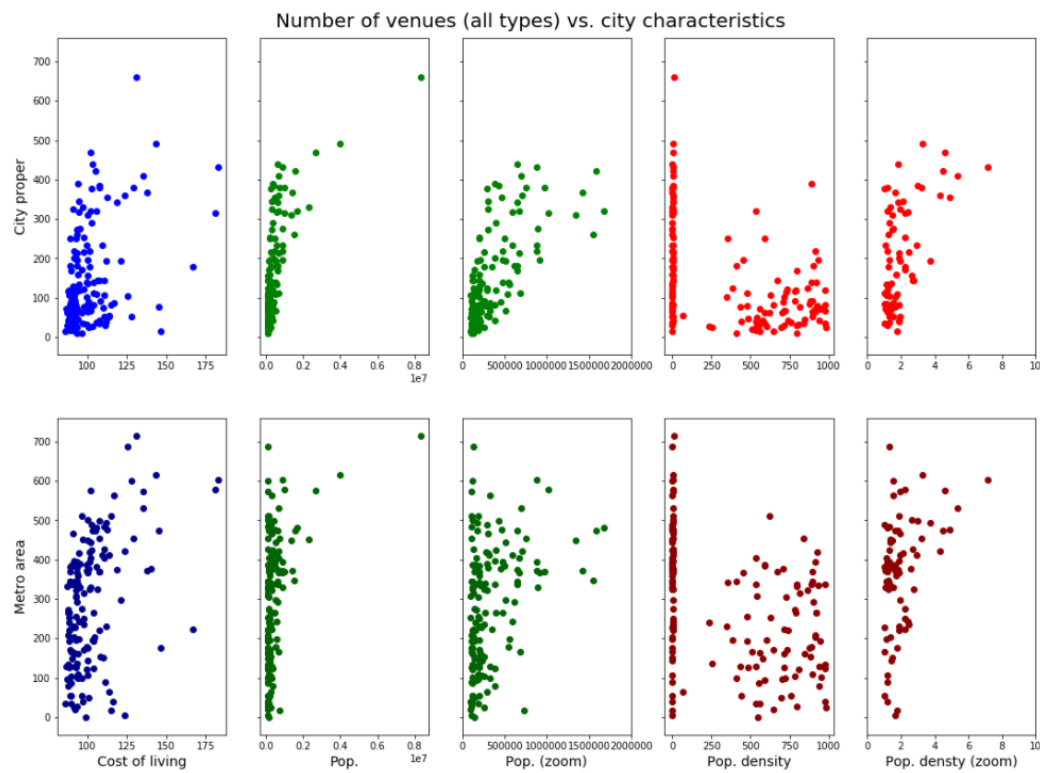 Number of venues (all types) vs. city characteristics
City proper
700
600
500
400
300
200
100
0
100 125 150 175
0.0 0.2 0.4 0.6 0.8
1e7
0 500000 1000000 1500000 2000000
0 250 500 750 1000
0 2 4 6 8 10
Metro area
700
600
500
400
300
200
100
0
100 125 150 175
0.0 0.2 0.4 0.6 0.8
1e7
0 500000 1000000 1500000 2000000
0 250 500 750 1000
0 2 4 6 8 10
Cost of living
Pop.
Pop. (zoom)
Pop. density
Pop. densty (zoom)